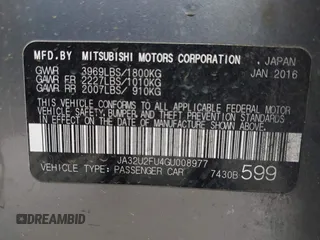 MFD.BY MITSUBISHI MOTORS CORPORATION JAPAN
GVWR 3969LBS/1800KG JAN 2016
GAWR FR 2227LBS/1010KG
GAWR RR 2007LBS/ 910KG
THIS VEHICLE CONFORMS TO ALL APPLICABLE FEDERAL MOTOR
VEHICLE SAFETY, BUMPER, AND THEFT PREVENTION STANDARDS
IN EFFECT ON THE DATE OF MANUFACTURE SHOWN ABOVE.
JA32U2FU4GU008977
VEHICLE TYPE: PASSENGER CAR 7430B 599
DREAMBID